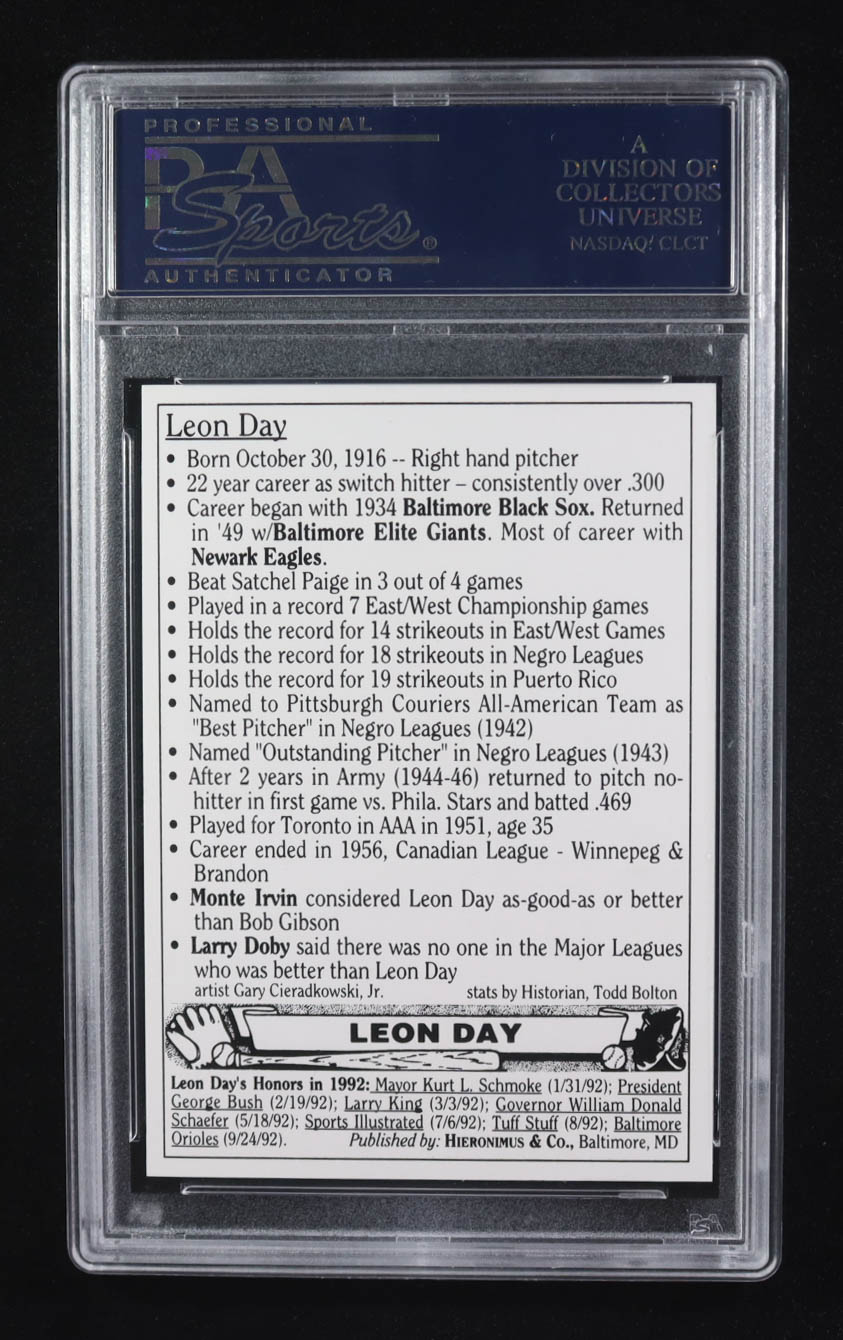 PROFESSIONAL
PSA
Sports®
AUTHENTICATOR
A
DIVISION OF
COLLECTORS
UNIVERSE
NASDAQ: CLCT
Leon Day
• Born October 30, 1916 -- Right hand pitcher
• 22 year career as switch hitter – consistently over .300
• Career began with 1934 Baltimore Black Sox. Returned
in '49 w/Baltimore Elite Giants. Most of career with
Newark Eagles.
• Beat Satchel Paige in 3 out of 4 games
• Played in a record 7 East/West Championship games
• Holds the record for 14 strikeouts in East/West Games
• Holds the record for 18 strikeouts in Negro Leagues
• Holds the record for 19 strikeouts in Puerto Rico
• Named to Pittsburgh Couriers All-American Team as
"Best Pitcher" in Negro Leagues (1942)
• Named "Outstanding Pitcher" in Negro Leagues (1943)
• After 2 years in Army (1944-46) returned to pitch no-
hitter in first game vs. Phila. Stars and batted .469
• Played for Toronto in AAA in 1951, age 35
• Career ended in 1956, Canadian League - Winnepeg &
Brandon
• Monte Irvin considered Leon Day as-good-as or better
than Bob Gibson
• Larry Doby said there was no one in the Major Leagues
who was better than Leon Day
artist Gary Cieradkowski, Jr. stats by Historian, Todd Bolton
LEON DAY
Leon Day's Honors in 1992: Mayor Kurt L. Schmoke (1/31/92); President
George Bush (2/19/92); Larry King (3/3/92); Governor William Donald
Schaefer (5/18/92); Sports Illustrated (7/6/92); Tuff Stuff (8/92); Baltimore
Orioles (9/24/92). Published by: HIERONIMUS & CO., Baltimore, MD
PSA